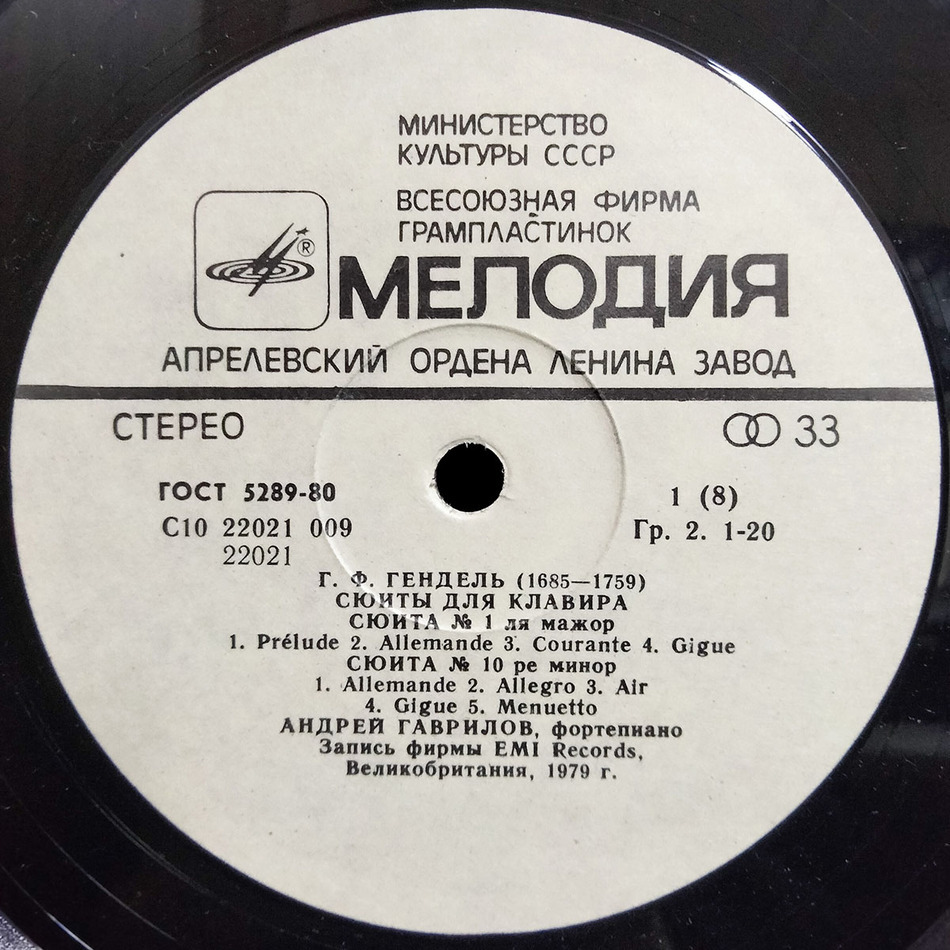 МИНИСТЕРСТВО
КУЛЬТУРЫ СССР
ВСЕСОЮЗНАЯ ФИРМА
ГРАМПЛАСТИНОК
®
МЕЛОДИЯ
АПРЕЛЕВСКИЙ ОРДЕНА ЛЕНИНА ЗАВОД
СТЕРЕО
33
ГОСТ 5289-80
1 (8)
С10 22021 009
Гр. 2. 1-20
22021
Г. Ф. ГЕНДЕЛЬ (1685—1759)
СЮИТЫ ДЛЯ КЛАВИРА
СЮИТА № 1 ля мажор
1. Prélude 2. Allemande 3. Courante 4. Gigue
СЮИТА № 10 ре минор
1. Allemande 2. Allegro 3. Air
4. Gigue 5. Menuetto
АНДРЕЙ ГАВРИЛОВ, фортепиано
Запись фирмы EMI Records,
Великобритания, 1979 г.